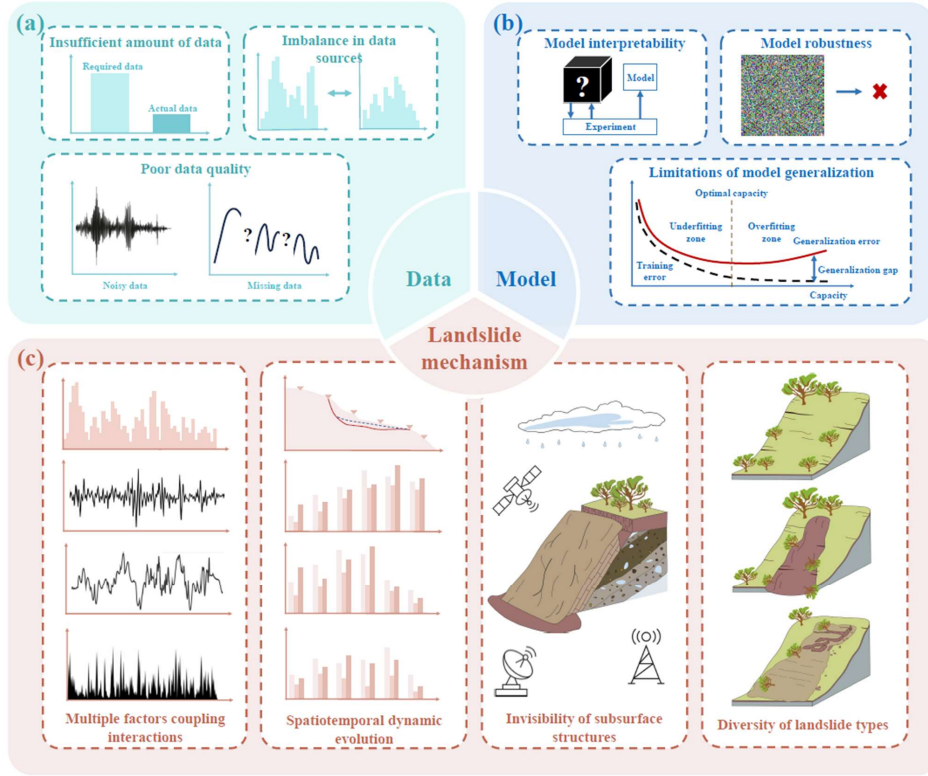 (a)
Insufficient amount of data
Required data
Actual data
Imbalance in data
sources
Poor data quality
?
?
Noisy data
Missing data
(b)
Model interpretability
?
Model
Experiment
Model robustness
Limitations of model generalization
Optimal capacity
Underfitting
zone
Overfitting
zone
Generalization error
Training
error
Generalization gap
Capacity
Data
Model
Landslide
mechanism
(c)
Multiple factors coupling
interactions
Spatiotemporal dynamic
evolution
Invisibility of subsurface
structures
Diversity of landslide types